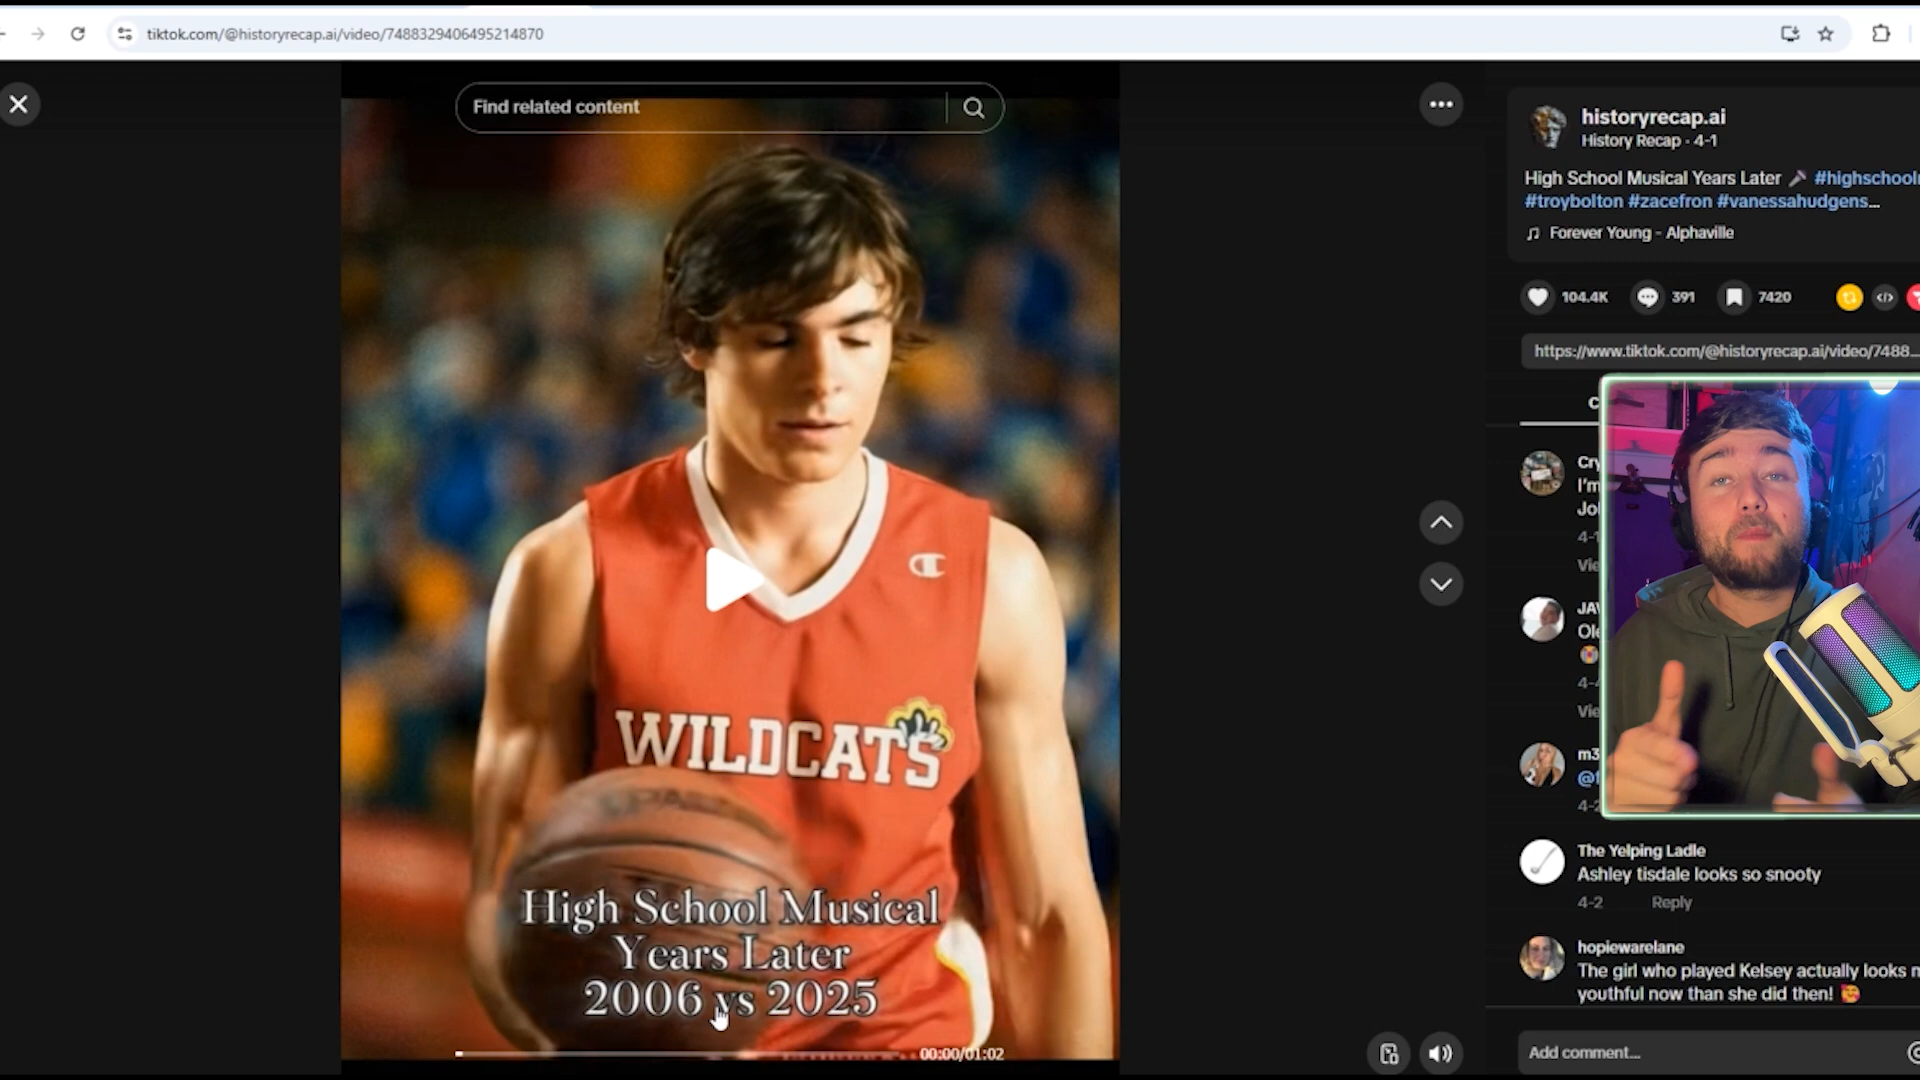 tiktok.com/@historyrecap.ai/video/7488329406495214870
Find related content
WILDCATS
High School Musical
Years Later
2006 vs 2025
00:00/01:02
historyrecap.ai
History Recap · 4-1
High School Musical Years Later 🎤 #highschool
#troybolton #zacefron #vanessahudgens...
Forever Young - Alphaville
104.4K
391
7420
https://www.tiktok.com/@historyrecap.ai/video/7488...
I'm
4-
m3
The Yelping Ladle
Ashley tisdale looks so snooty
4-2 Reply
hopiewarelane
The girl who played Kelsey actually looks
youthful now than she did then! 🥰
Add comment...